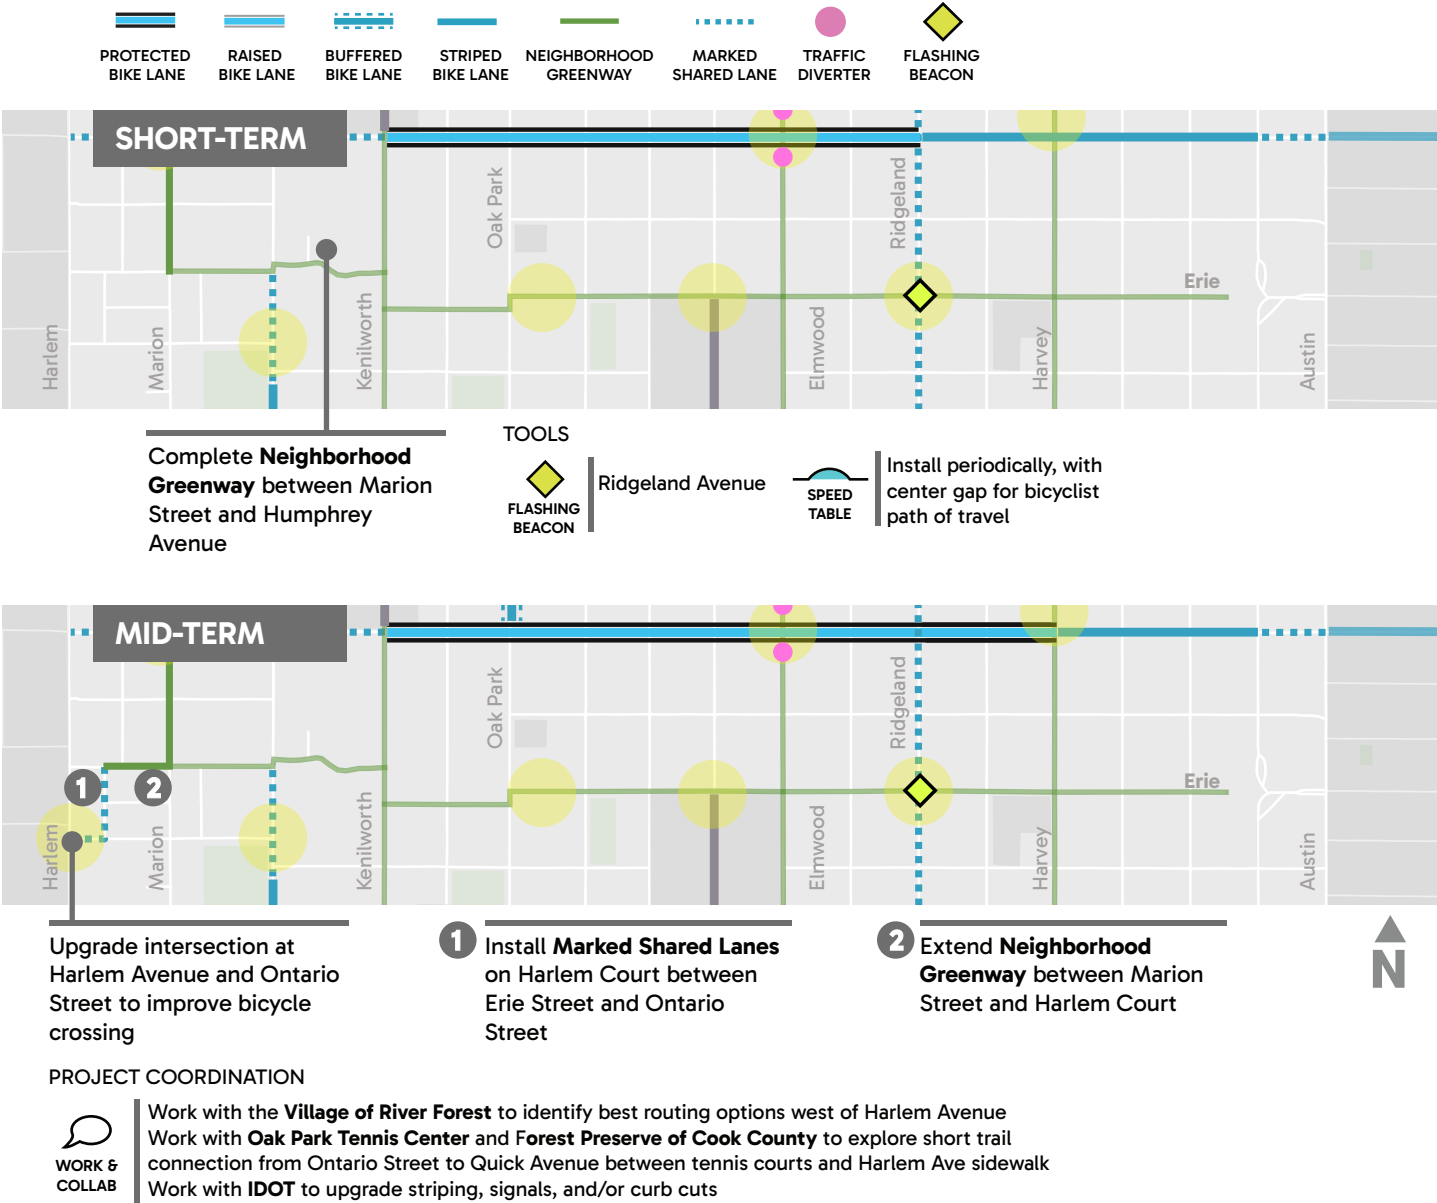 PROTECTED BIKE LANE
RAISED BIKE LANE
BUFFERED BIKE LANE
STRIPED BIKE LANE
NEIGHBORHOOD GREENWAY
MARKED SHARED LANE
TRAFFIC DIVERTER
FLASHING BEACON
SHORT-TERM
Harlem
Marion
Kenilworth
Oak Park
Elmwood
Ridgeland
Harvey
Erie
Austin
Complete Neighborhood
Greenway between Marion
Street and Humphrey
Avenue
TOOLS
FLASHING
BEACON
Ridgeland Avenue
SPEED
TABLE
Install periodically, with
center gap for bicyclist
path of travel
MID-TERM
1
2
Harlem
Marion
Kenilworth
Oak Park
Elmwood
Ridgeland
Harvey
Erie
Austin
Upgrade intersection at
Harlem Avenue and Ontario
Street to improve bicycle
crossing
1
Install Marked Shared Lanes
on Harlem Court between
Erie Street and Ontario
Street
2
Extend Neighborhood
Greenway between Marion
Street and Harlem Court
N
PROJECT COORDINATION
WORK &
COLLAB
Work with the Village of River Forest to identify best routing options west of Harlem Avenue
Work with Oak Park Tennis Center and Forest Preserve of Cook County to explore short trail
connection from Ontario Street to Quick Avenue between tennis courts and Harlem Ave sidewalk
Work with IDOT to upgrade striping, signals, and/or curb cuts